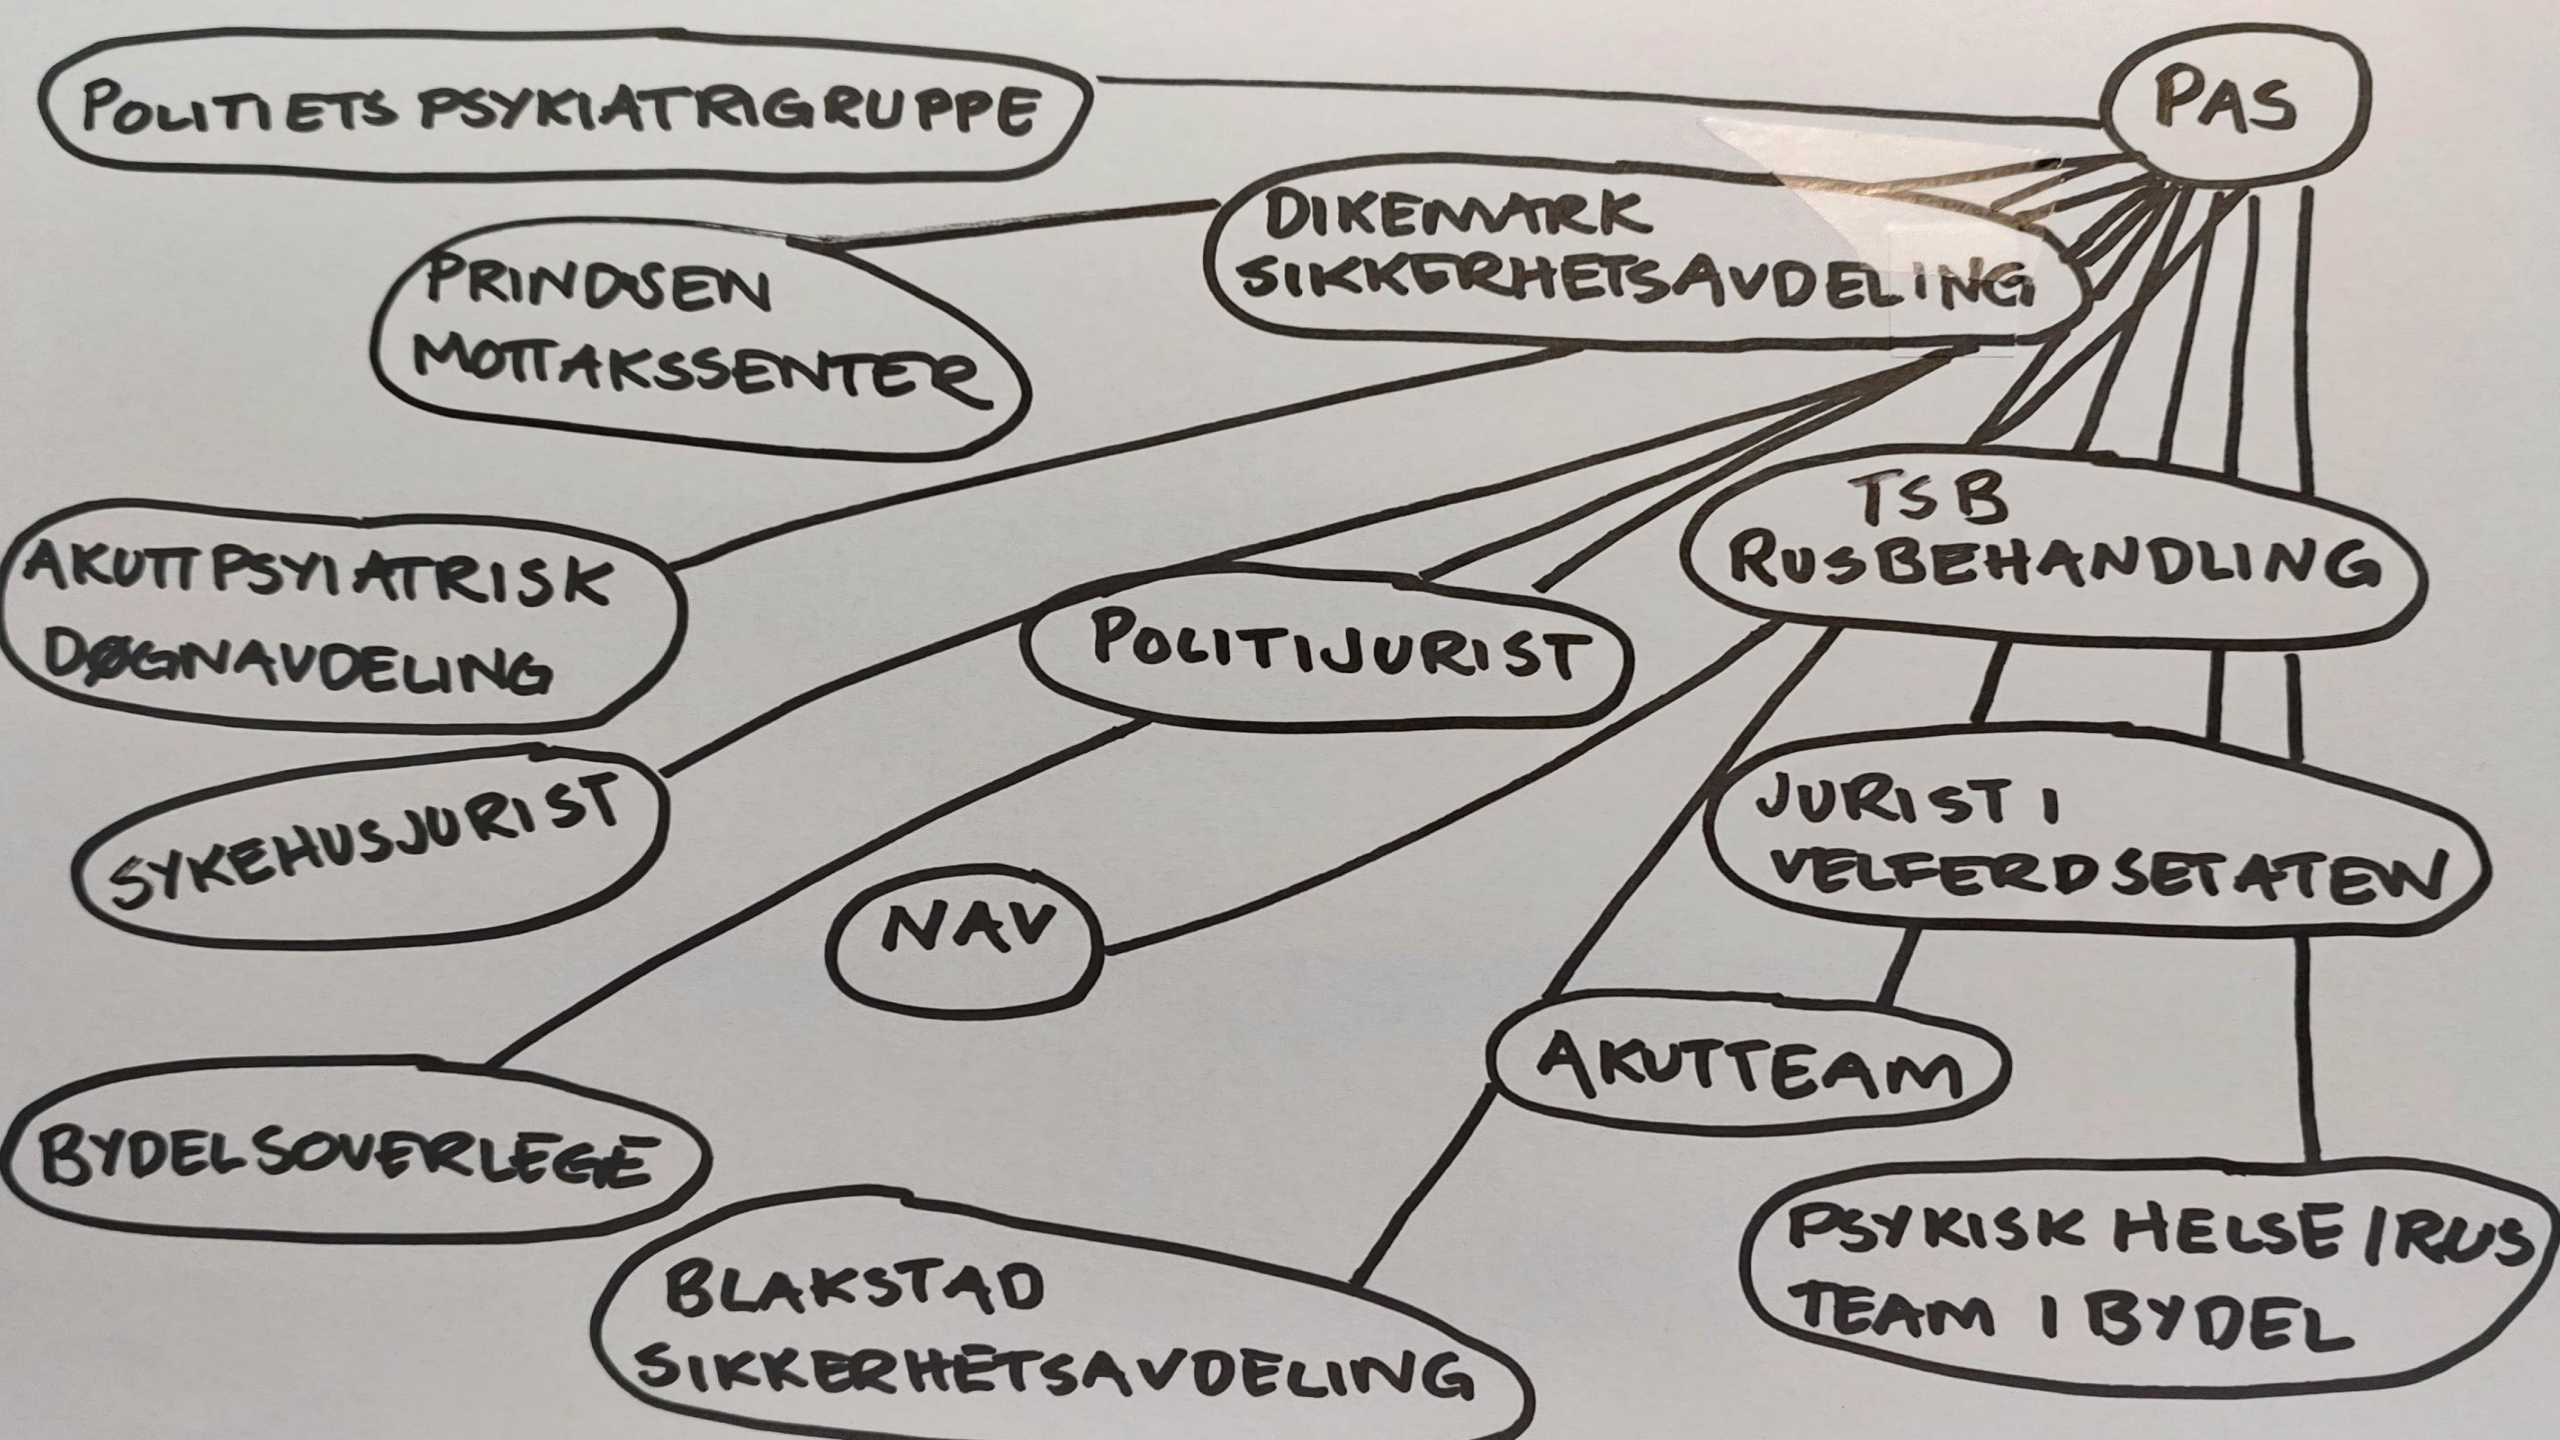 POLITIETS PSYKIATRIGRUPPE
PAS
DIKEMARK
SIKKERHETSAVDELING
PRINDSEN
MOTTAKSSENTER
TSB
RUSBEHANDLING
AKUTTPSYIATRISK
DØGNAVDELING
POLITIJURIST
SYKEHUSJURIST
JURIST I
VELFERDSETATEN
NAV
AKUTTEAM
BYDELSOVERLEGE
PSYKISK HELSE/RUS
TEAM I BYDEL
BLAKSTAD
SIKKERHETSAVDELING